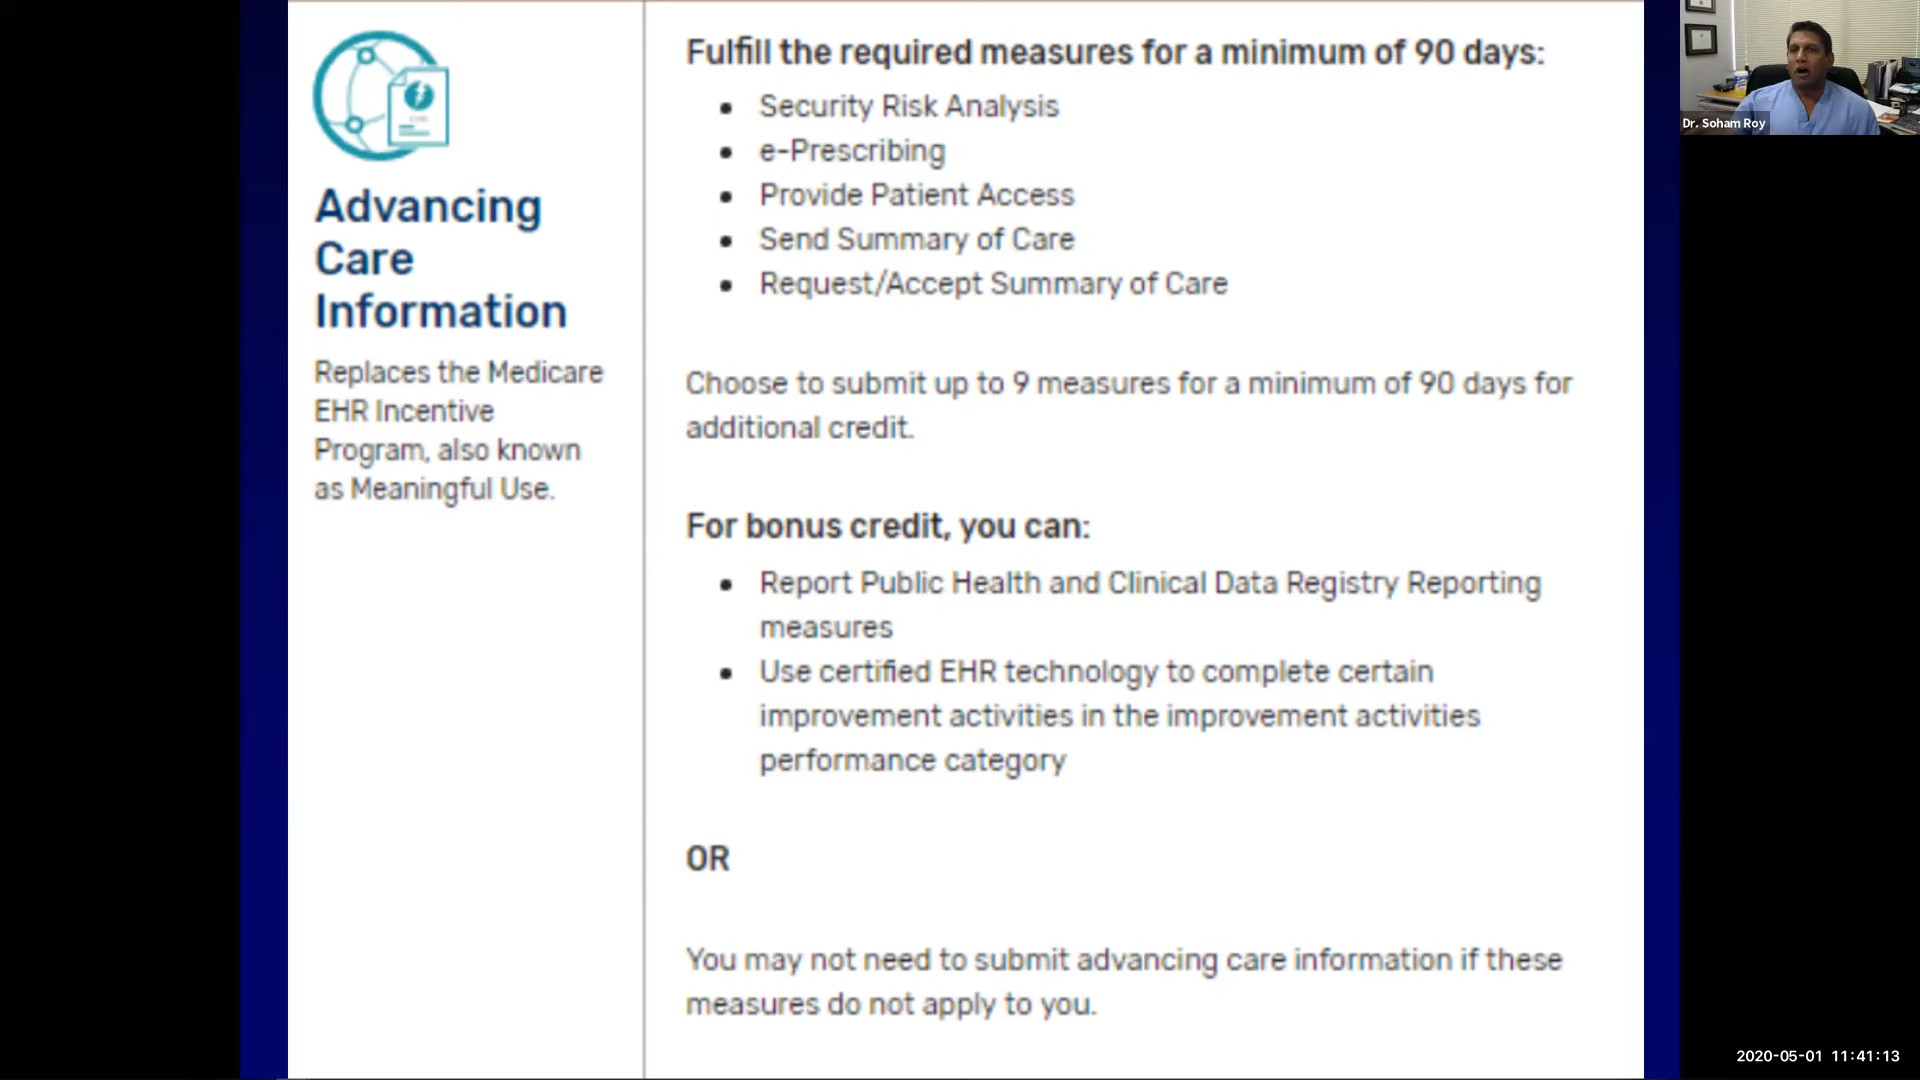 Advancing
Care
Information
Replaces the Medicare
EHR Incentive
Program, also known
as Meaningful Use.
Fulfill the required measures for a minimum of 90 days:
• Security Risk Analysis
• e-Prescribing
• Provide Patient Access
• Send Summary of Care
• Request/Accept Summary of Care
Choose to submit up to 9 measures for a minimum of 90 days for
additional credit.
For bonus credit, you can:
• Report Public Health and Clinical Data Registry Reporting
measures
• Use certified EHR technology to complete certain
improvement activities in the improvement activities
performance category
OR
You may not need to submit advancing care information if these
measures do not apply to you.
Dr. Soham Roy
2020-05-01 11:41:13